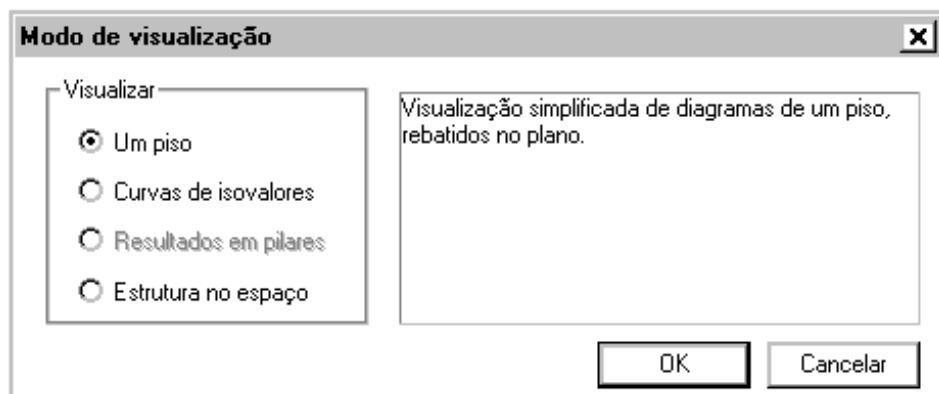 Modo de visualização
Visualizar
Um piso
Curvas de isovalores
Resultados em pilares
Estrutura no espaço
Visualização simplificada de diagramas de um piso,
rebatidos no plano.
OK
Cancelar